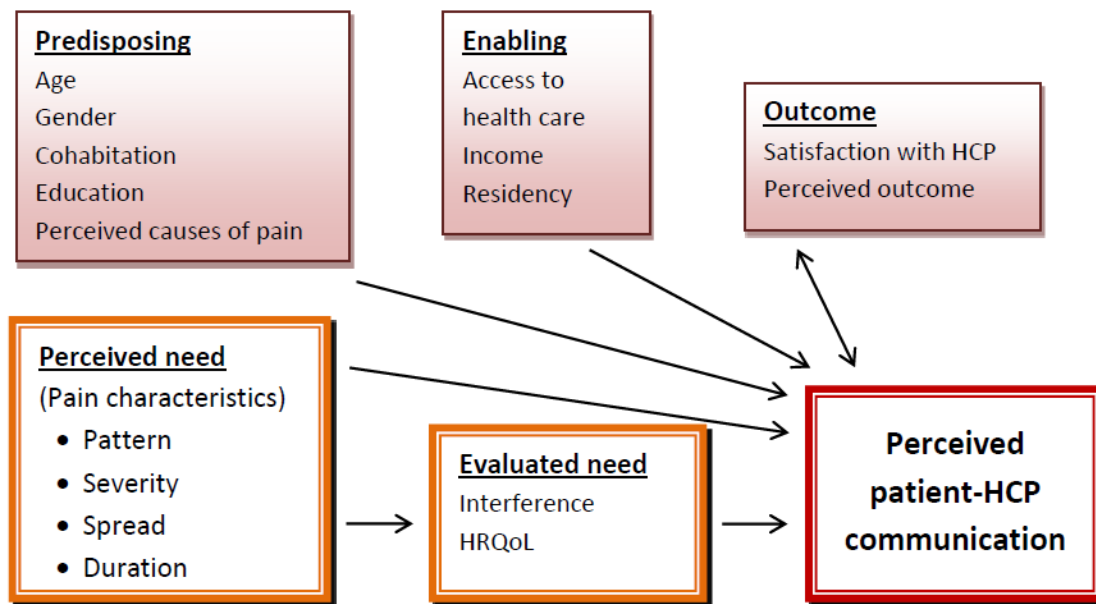 Predisposing
Age
Gender
Cohabitation
Education
Perceived causes of pain
Enabling
Access to
health care
Income
Residency
Outcome
Satisfaction with HCP
Perceived outcome
Perceived need
(Pain characteristics)
• Pattern
• Severity
• Spread
• Duration
Evaluated need
Interference
HRQoL
Perceived
patient-HCP
communication